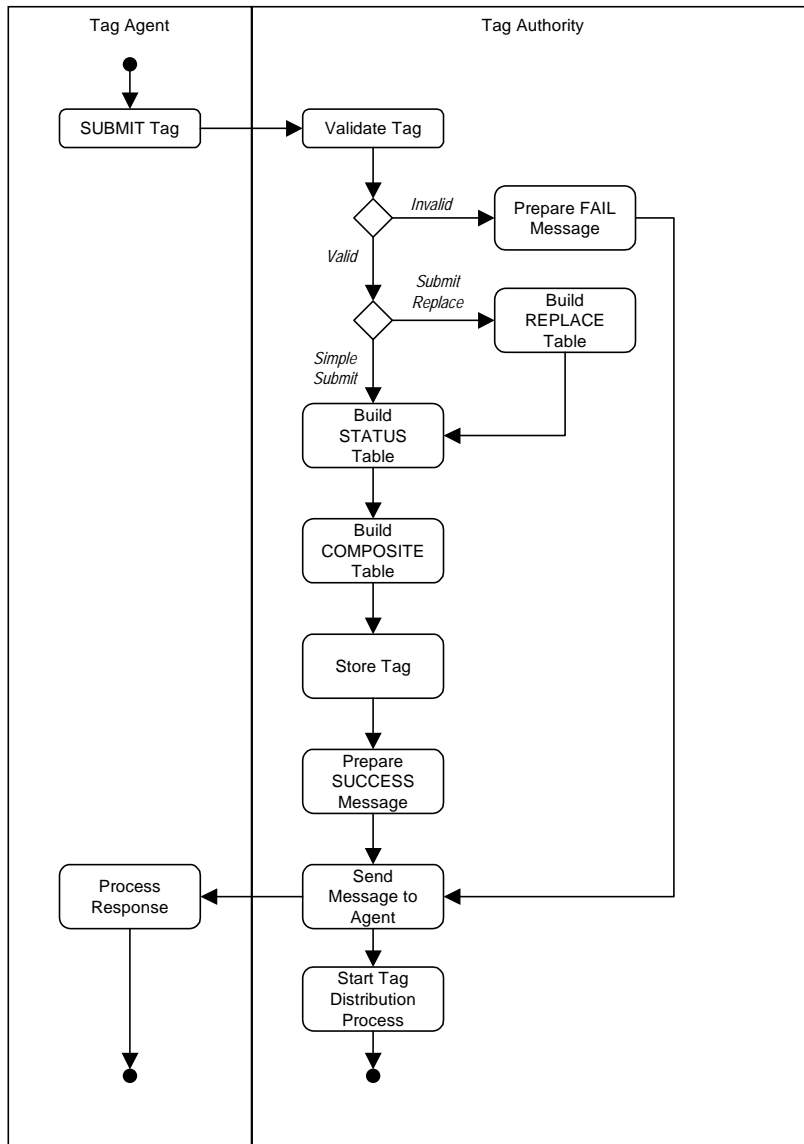 Tag Agent
Tag Authority
SUBMIT Tag
Validate Tag
Invalid
Prepare FAIL
Message
Valid
Submit
Replace
Build
REPLACE
Table
Simple
Submit
Build
STATUS
Table
Build
COMPOSITE
Table
Store Tag
Prepare
SUCCESS
Message
Process
Response
Send
Message to
Agent
Start Tag
Distribution
Process